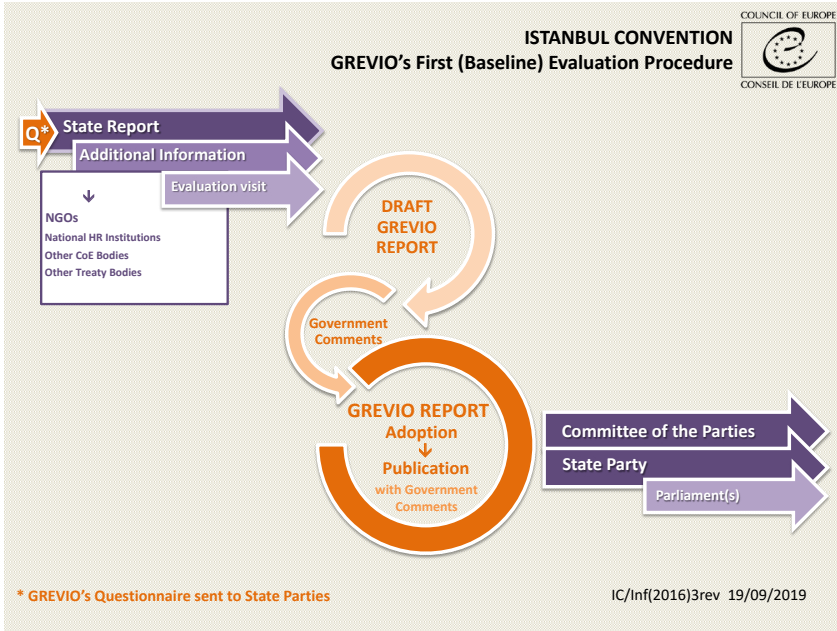 COUNCIL OF EUROPE
CONSEIL DE L'EUROPE
ISTANBUL CONVENTION
GREVIO's First (Baseline) Evaluation Procedure
Q*
State Report
Additional Information
Evaluation visit
↓
NGOs
National HR Institutions
Other CoE Bodies
Other Treaty Bodies
DRAFT
GREVIO
REPORT
Government
Comments
GREVIO REPORT
Adoption
↓
Publication
with Government
Comments
Committee of the Parties
State Party
Parliament(s)
* GREVIO's Questionnaire sent to State Parties
IC/Inf(2016)3rev 19/09/2019